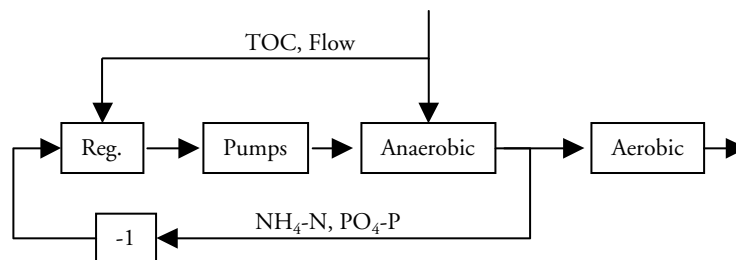 TOC, Flow
Reg.
Pumps
Anaerobic
Aerobic
NH₄-N, PO₄-P
-1